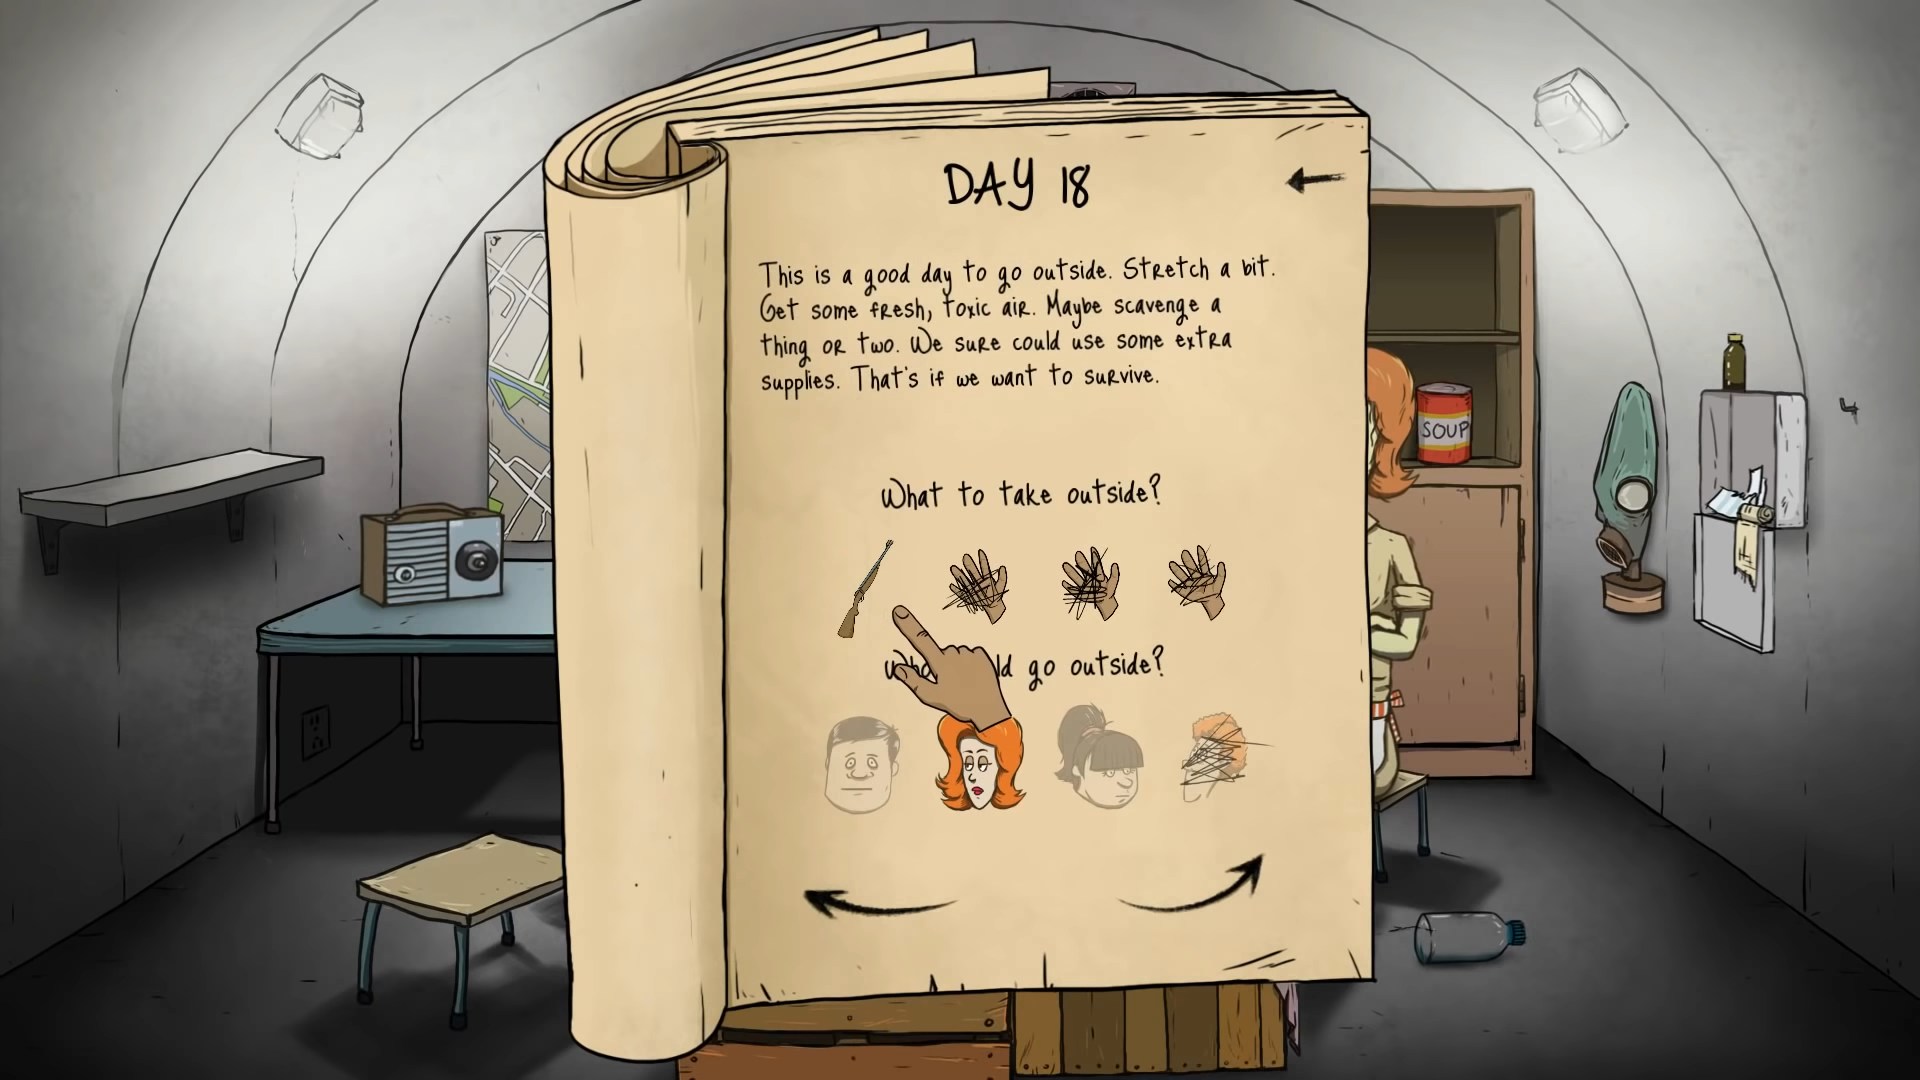 DAY 18
This is a good day to go outside. Stretch a bit.
Get some fresh, toxic air. Maybe scavenge a
thing or two. We sure could use some extra
supplies. That's if we want to survive.
What to take outside?
go outside?
SOUP